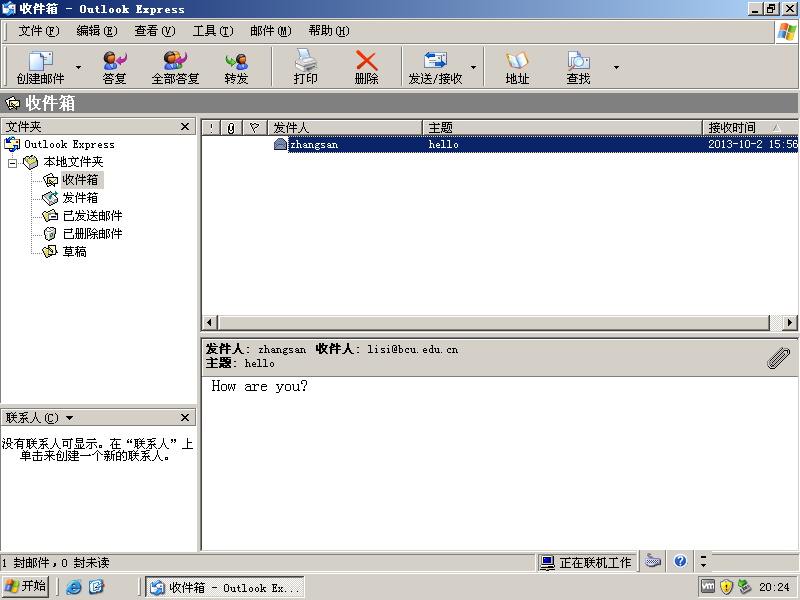 收件箱 - Outlook Express
文件(F) 编辑(E) 查看(V) 工具(T) 邮件(M) 帮助(H)
创建邮件 答复 全部答复 转发 打印 删除 发送/接收 地址 查找
收件箱
文件夹
Outlook Express
本地文件夹
收件箱
发件箱
已发送邮件
已删除邮件
草稿
! 发件人 主题 接收时间
zhangsan hello 2013-10-2 15:56
发件人: zhangsan 收件人: lisi@bcu.edu.cn
主题: hello
How are you?
联系人(C)
没有联系人可显示。在“联系人”上
单击来创建一个新的联系人。
1 封邮件,0 封未读 正在联机工作
开始 收件箱 - Outlook Ex... 20:24